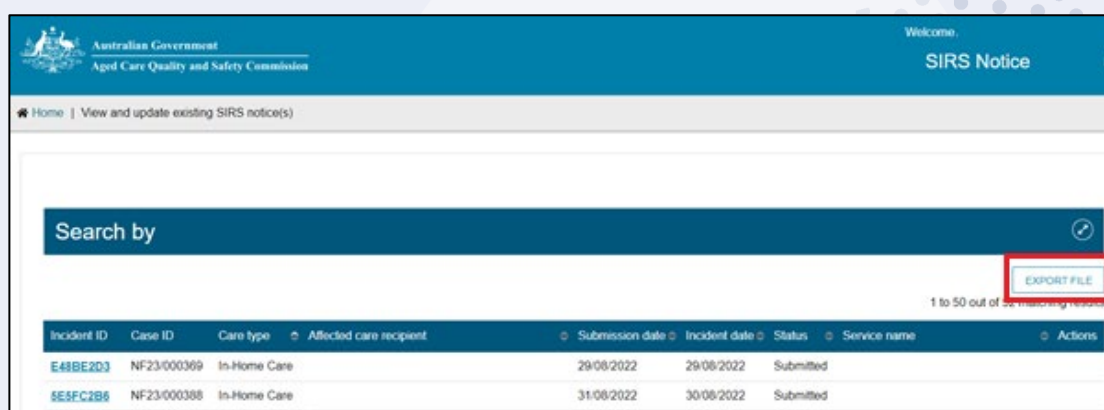 Australian Government
Aged Care Quality and Safety Commission
Welcome.
SIRS Notice
Home | View and update existing SIRS notice(s)
Search by
EXPORT FILE
1 to 50 out of 52 matching results
Incident ID Case ID Care type Affected care recipient Submission date Incident date Status Service name Actions
E48BE2D3 NF23/000369 In-Home Care 29/08/2022 29/08/2022 Submitted
5E5FC2B6 NF23/000388 In-Home Care 31/08/2022 30/08/2022 Submitted